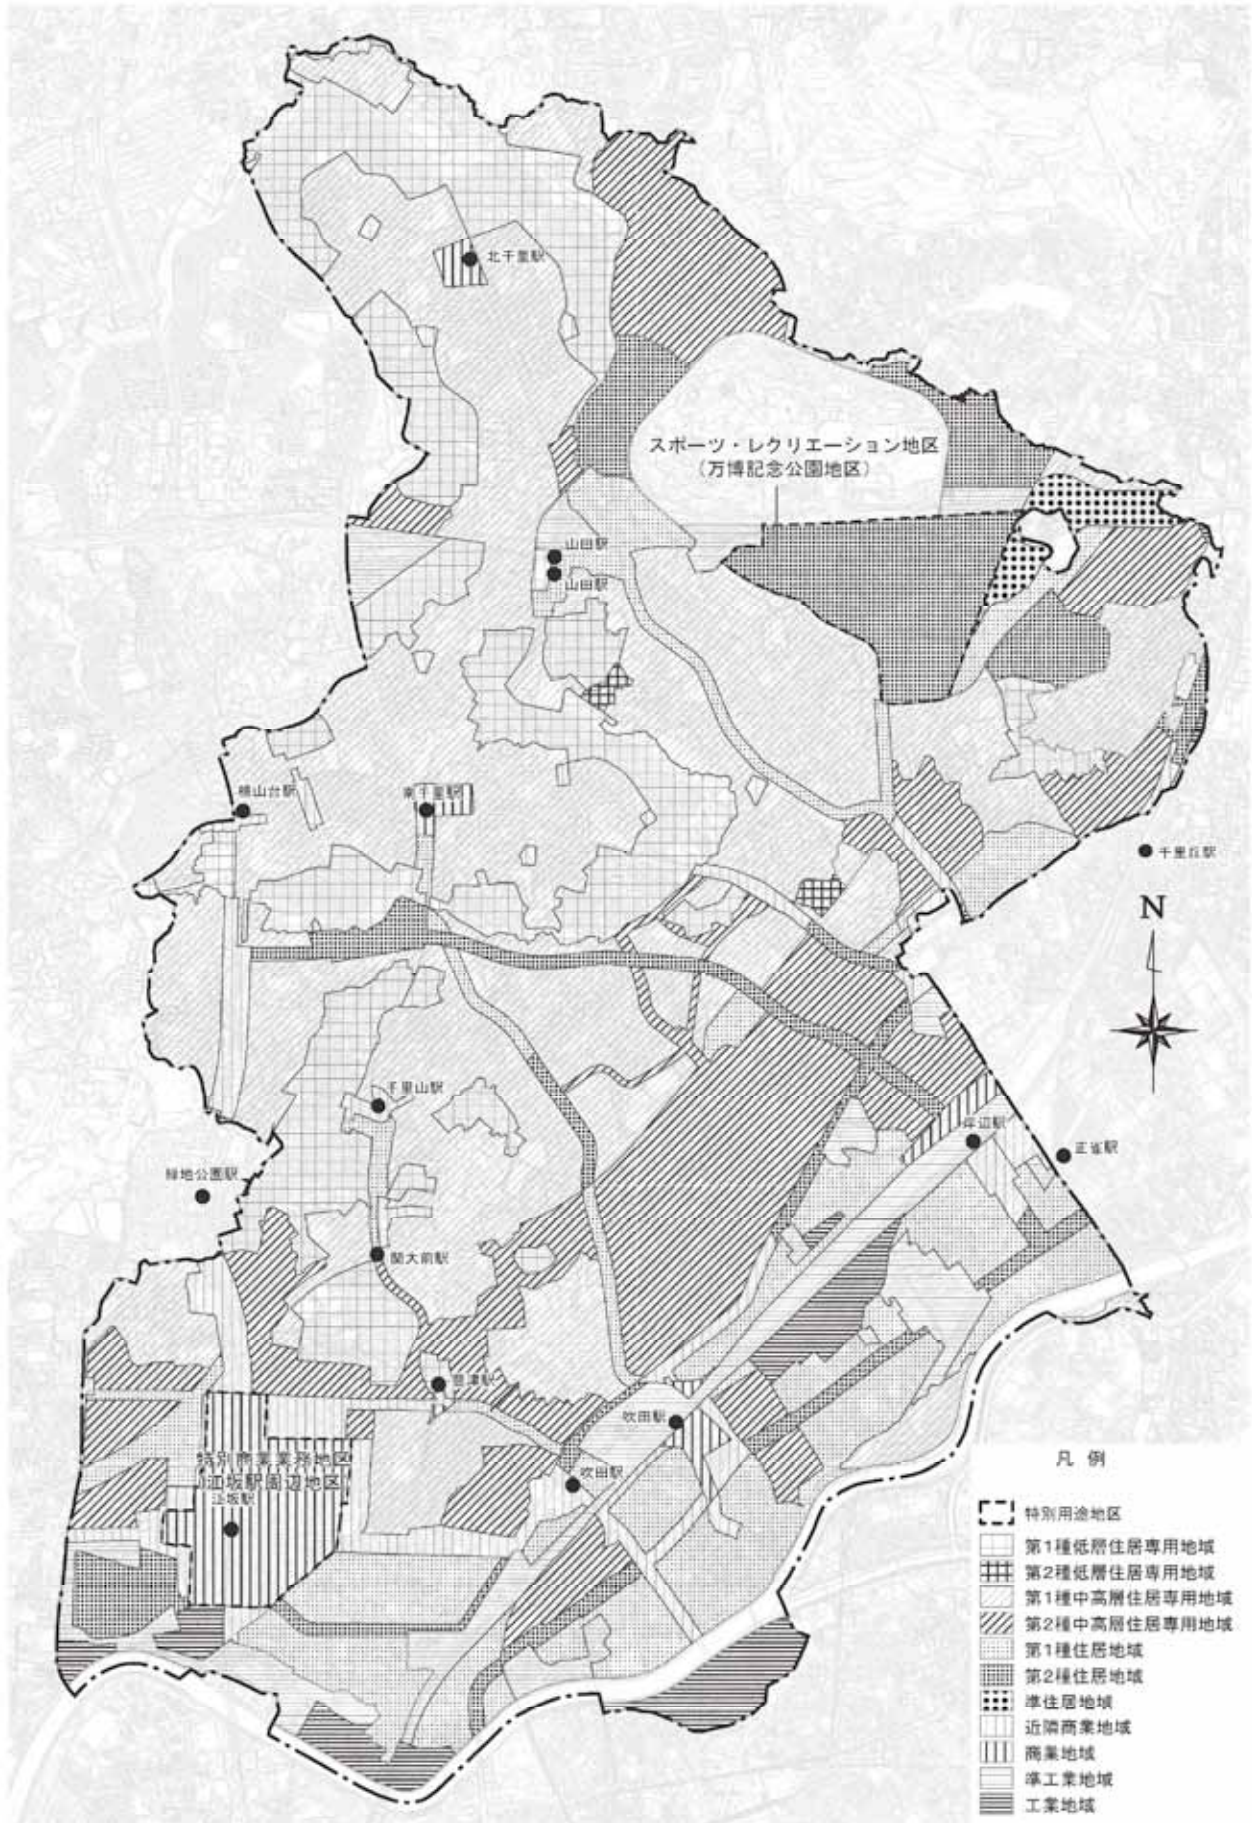 北千里駅
スポーツ・レクリエーション地区
（万博記念公園地区）
山田駅
山田駅
桃山台駅
南千里駅
千里丘駅
N
千里山駅
岸辺駅
正雀駅
緑地公園駅
関大前駅
豊津駅
吹田駅
特別商業業務地区
（江坂駅周辺地区）
江坂駅
吹田駅
凡 例
特別用途地区
第1種低層住居専用地域
第2種低層住居専用地域
第1種中高層住居専用地域
第2種中高層住居専用地域
第1種住居地域
第2種住居地域
準住居地域
近隣商業地域
商業地域
準工業地域
工業地域